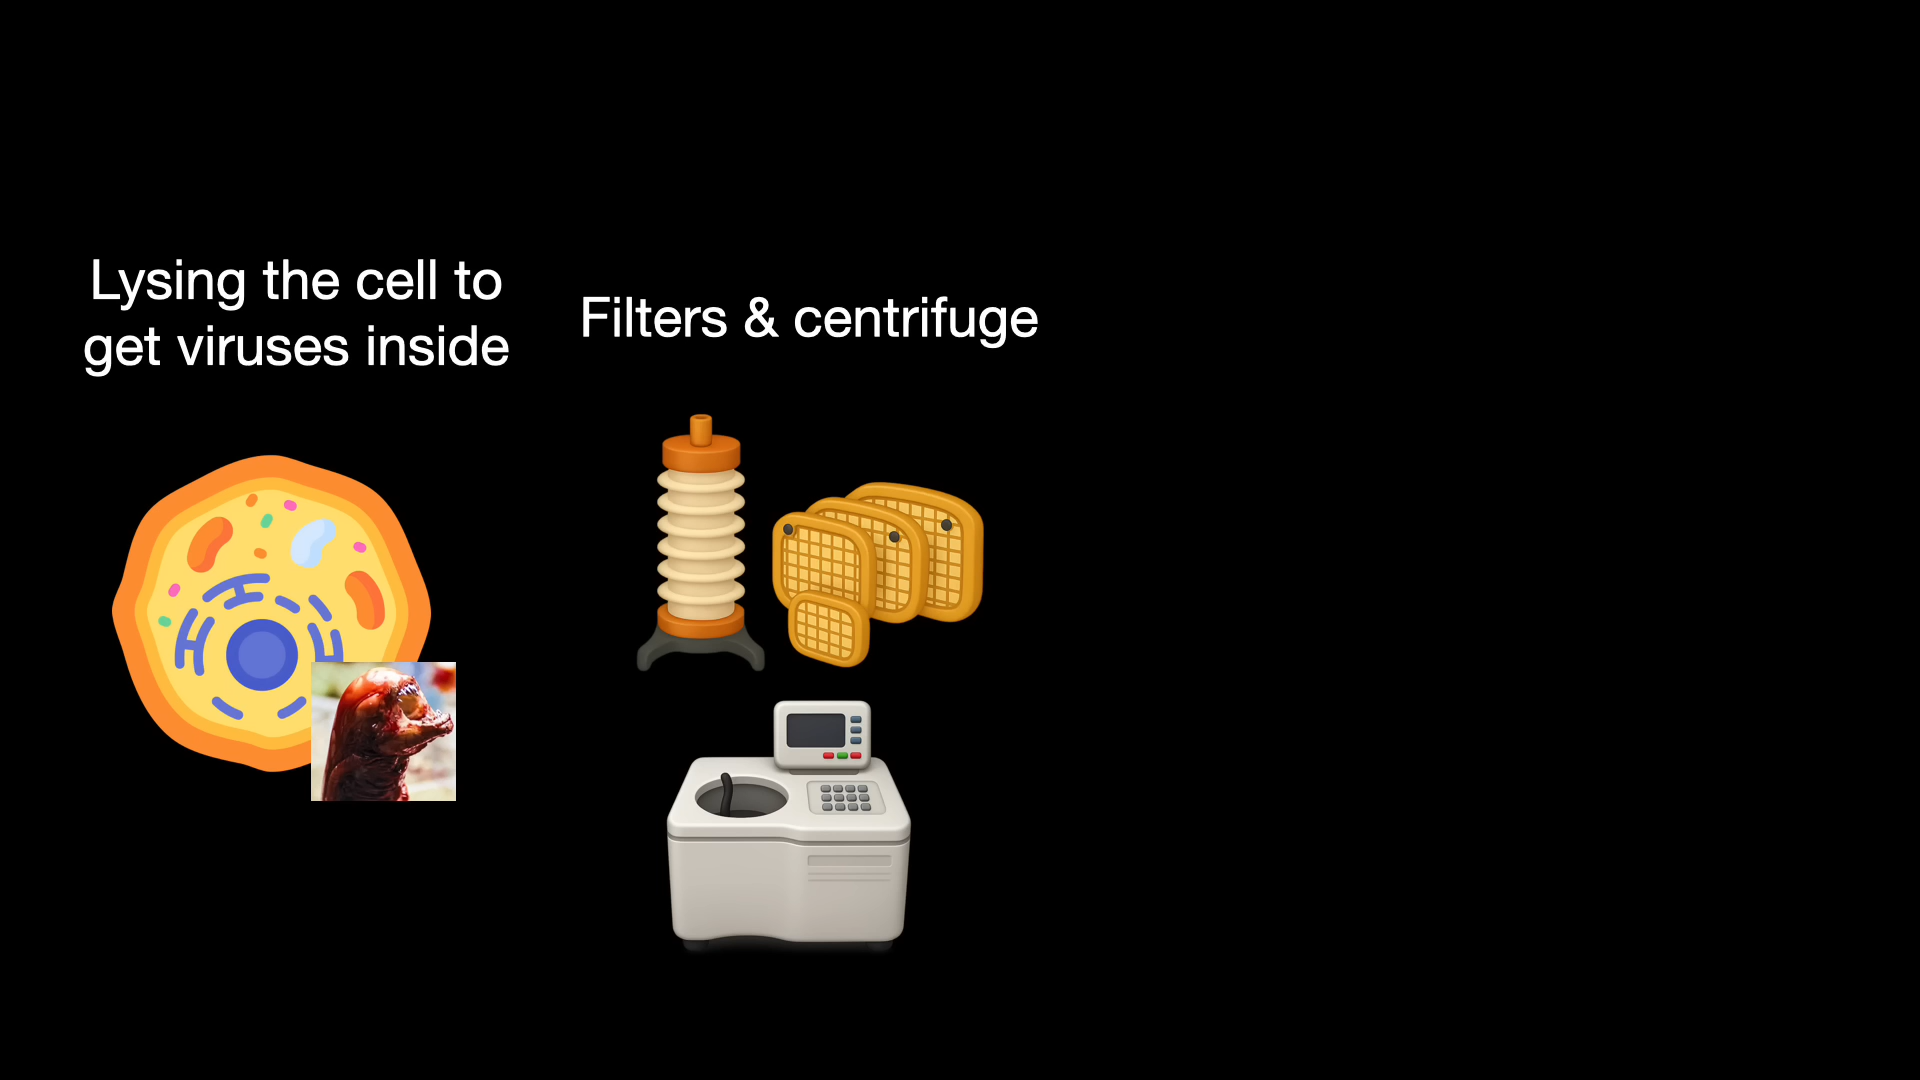 Lysing the cell to
get viruses inside
Filters & centrifuge